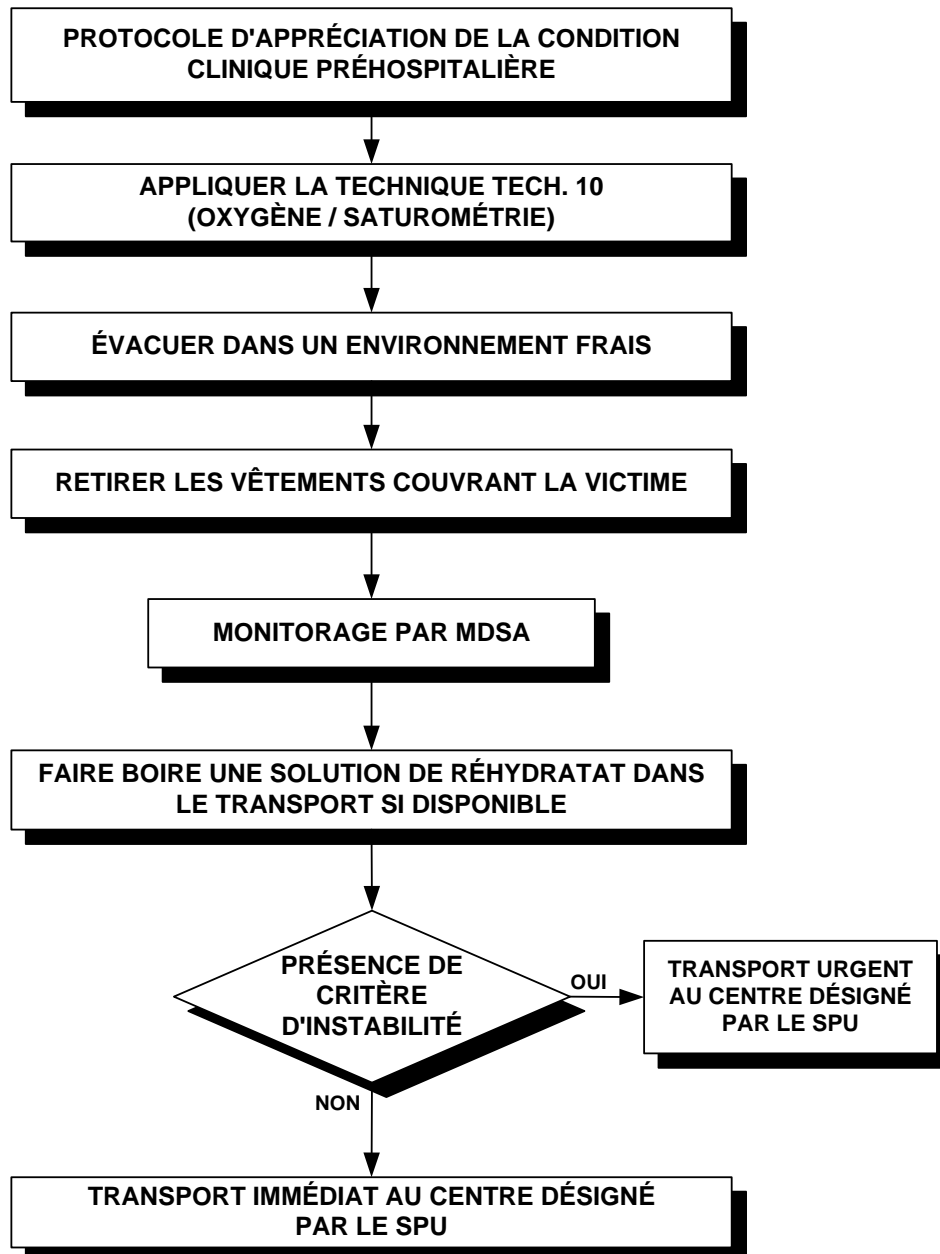 PROTOCOLE D'APPRÉCIATION DE LA CONDITION
CLINIQUE PRÉHOSPITALIÈRE
APPLIQUER LA TECHNIQUE TECH. 10
(OXYGÈNE / SATUROMÉTRIE)
ÉVACUER DANS UN ENVIRONNEMENT FRAIS
RETIRER LES VÊTEMENTS COUVRANT LA VICTIME
MONITORAGE PAR MDSA
FAIRE BOIRE UNE SOLUTION DE RÉHYDRATAT DANS
LE TRANSPORT SI DISPONIBLE
PRÉSENCE DE
CRITÈRE
D'INSTABILITÉ
OUI
TRANSPORT URGENT
AU CENTRE DÉSIGNÉ
PAR LE SPU
NON
TRANSPORT IMMÉDIAT AU CENTRE DÉSIGNÉ
PAR LE SPU